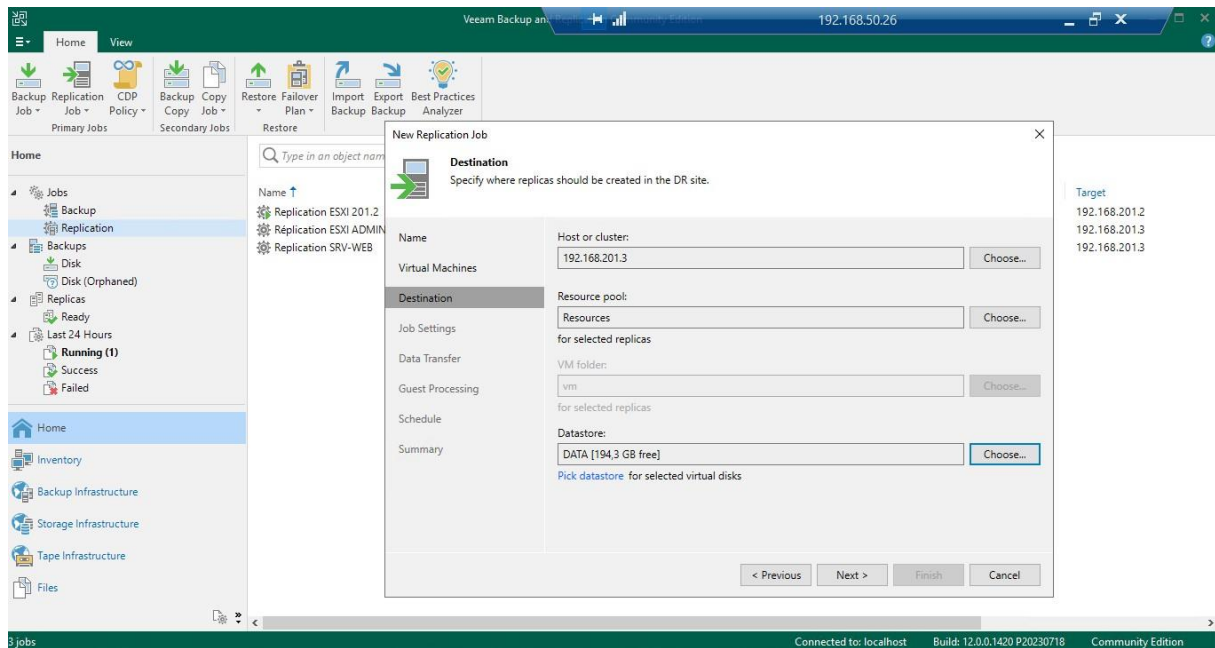 Veeam Backup an 192.168.50.26
Home View
Backup Job Replication Job CDP Policy Backup Copy Copy Job Restore Failover Plan Import Backup Export Backup Best Practices Analyzer
Primary Jobs Secondary Jobs Restore
Home
Jobs
Backup
Replication
Backups
Disk
Disk (Orphaned)
Replicas
Ready
Last 24 Hours
Running (1)
Success
Failed
Home
Inventory
Backup Infrastructure
Storage Infrastructure
Tape Infrastructure
Files
Type in an object nam
Name
Replication ESXI 201.2
Réplication ESXI ADMIN
Replication SRV-WEB
New Replication Job
Destination
Specify where replicas should be created in the DR site.
Name
Virtual Machines
Destination
Job Settings
Data Transfer
Guest Processing
Schedule
Summary
Host or cluster:
192.168.201.3 Choose...
Resource pool:
Resources Choose...
for selected replicas
VM folder:
vm Choose...
for selected replicas
Datastore:
DATA [194,3 GB free] Choose...
Pick datastore for selected virtual disks
< Previous Next > Finish Cancel
Target
192.168.201.2
192.168.201.3
192.168.201.3
3 jobs Connected to: localhost Build: 12.0.0.1420 P20230718 Community Edition